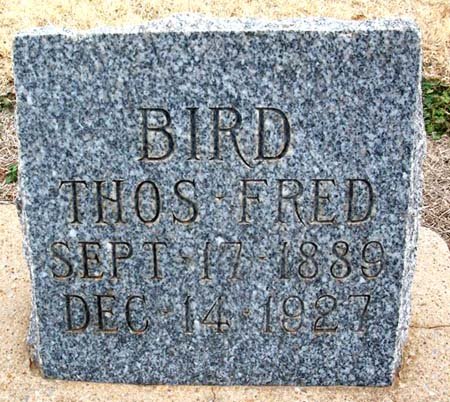 BIRD
THOS · FRED
SEPT · 17 · 1889
DEC · 14 · 1927